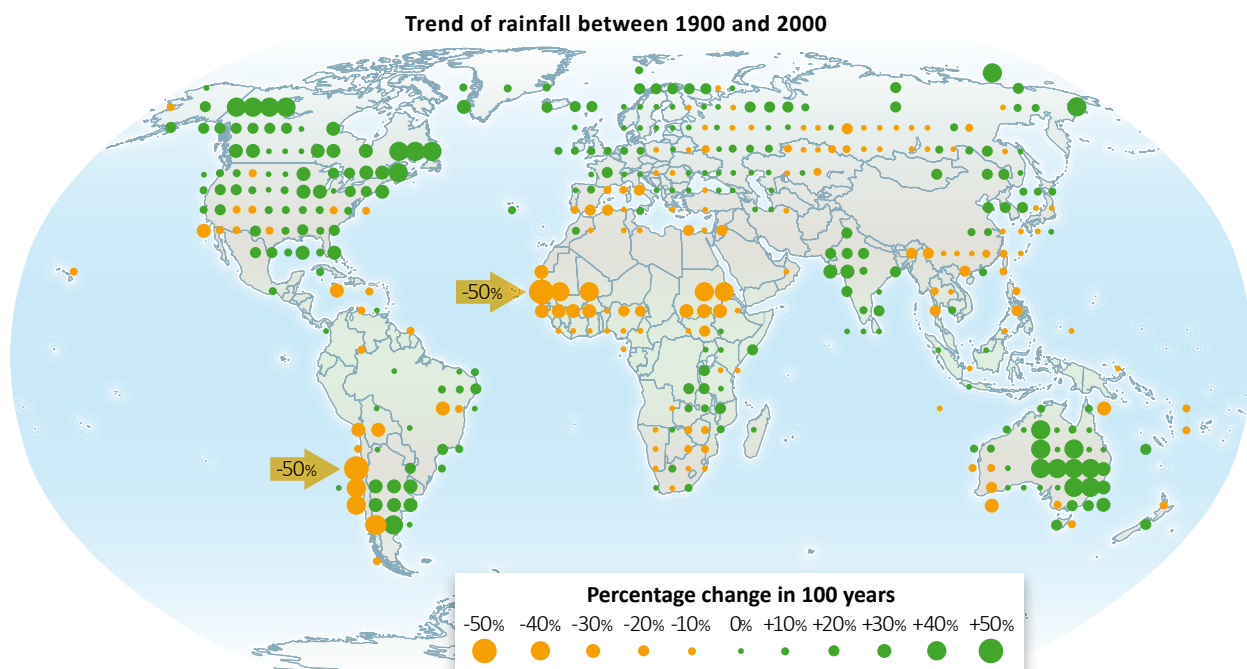 Trend of rainfall between 1900 and 2000
-50%
-50%
Percentage change in 100 years
-50% -40% -30% -20% -10% 0% +10% +20% +30% +40% +50%